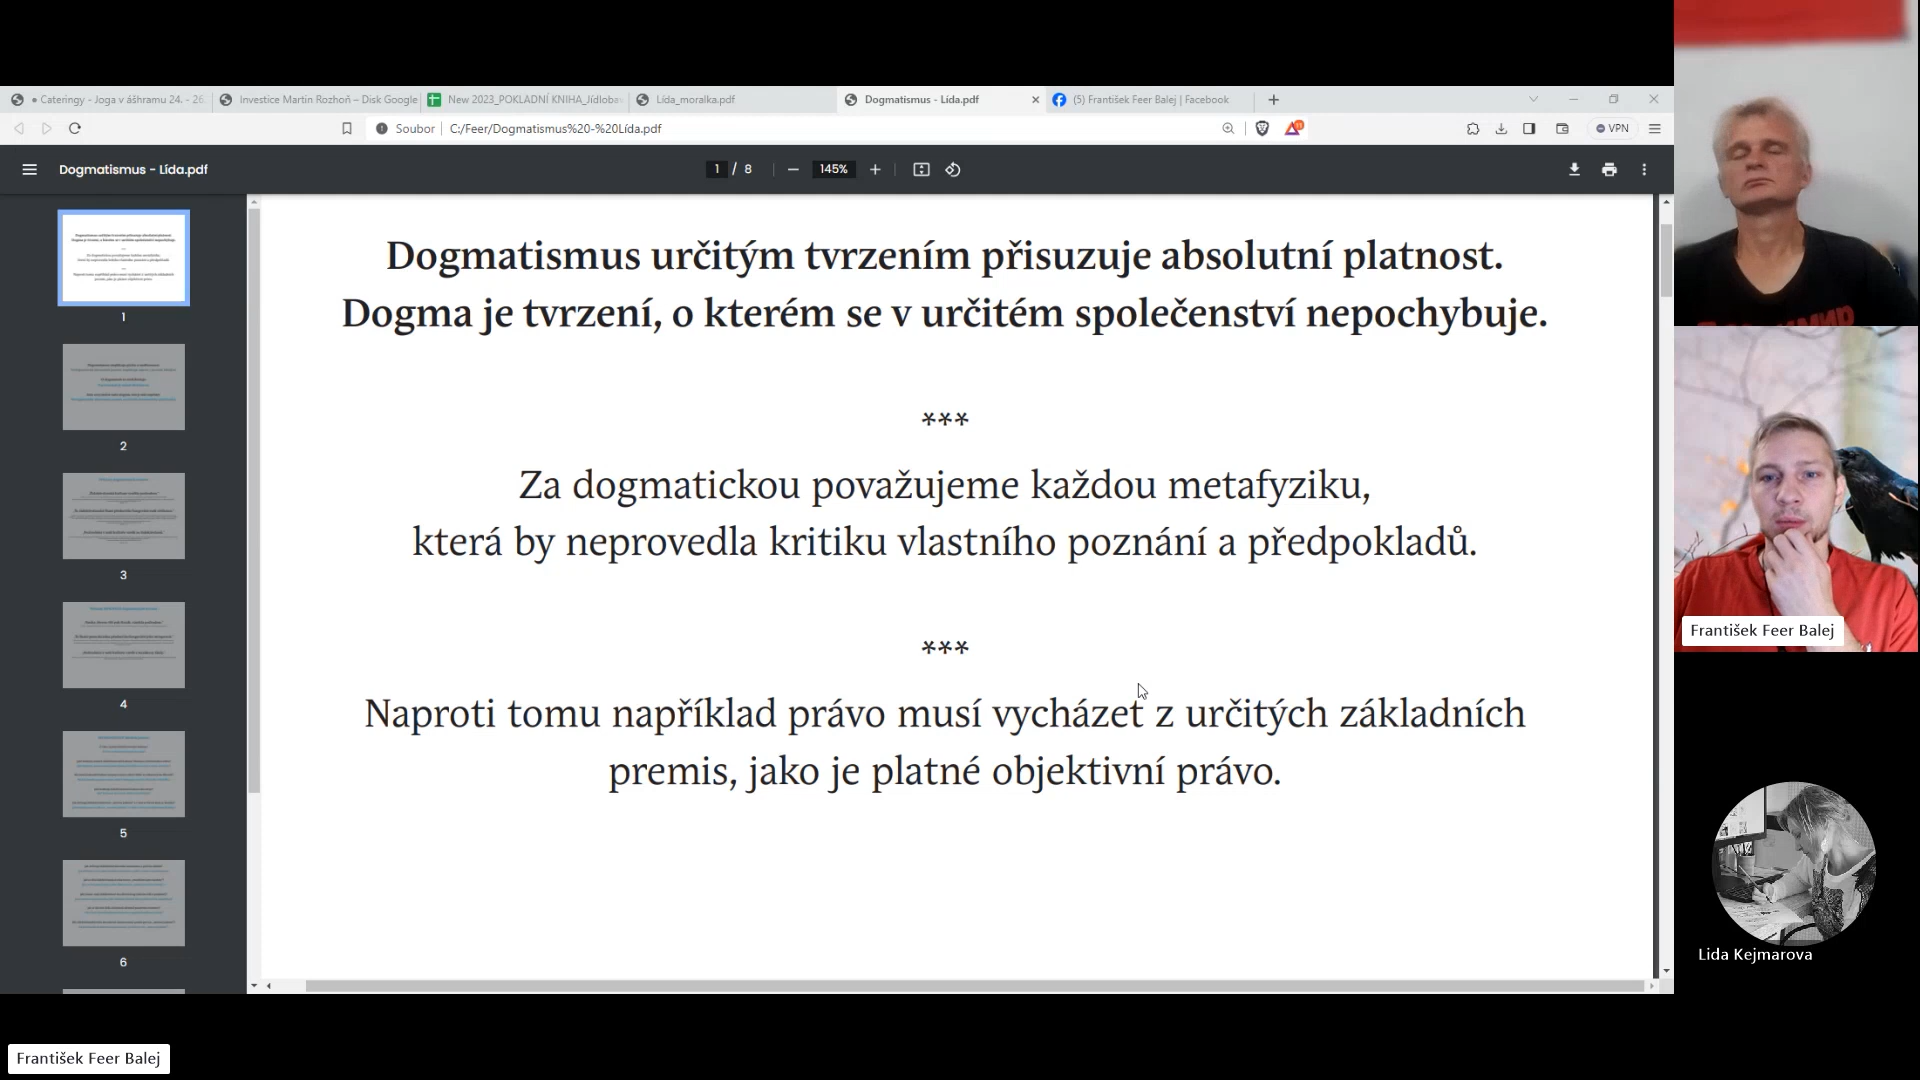 • Cateringy - Joga v ášhramu 24. - 26.
Investice Martin Rozhoň – Disk Google
New 2023_POKLADNÍ KNIHA_Jídloba
Lída_moralka.pdf
Dogmatismus - Lída.pdf
(5) František Feer Balej | Facebook
Soubor
C:/Feer/Dogmatismus%20-%20Lída.pdf
VPN
Dogmatismus - Lída.pdf
1 / 8
145%
Dogmatismus určitým tvrzením přisuzuje absolutní platnost.
Dogma je tvrzení, o kterém se v určitém společenství nepochybuje.
***
Za dogmatickou považujeme každou metafyziku,
která by neprovedla kritiku vlastního poznání a předpokladů.
***
Naproti tomu například právo musí vycházet z určitých základních
premis, jako je platné objektivní právo.
1
2
3
4
5
6
František Feer Balej
Lida Kejmarova
František Feer Balej